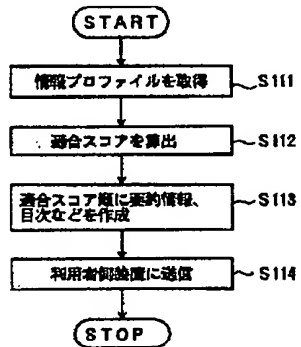 START
情報プロファイルを取得
S111
適合スコアを算出
S112
適合スコア順に要約情報、
目次などを作成
S113
利用者側装置に送信
S114
STOP